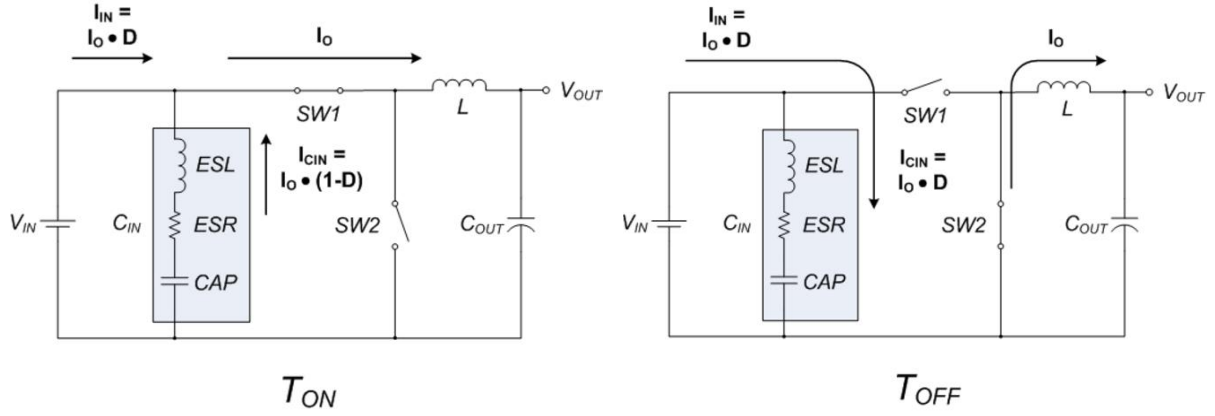 I_IN =
I_O • D
I_O
V_OUT
SW1
L
ESL
I_CIN =
I_O • (1-D)
V_IN
C_IN
ESR
SW2
C_OUT
CAP
T_ON
I_IN =
I_O • D
I_O
V_OUT
SW1
L
ESL
I_CIN =
I_O • D
V_IN
C_IN
ESR
SW2
C_OUT
CAP
T_OFF